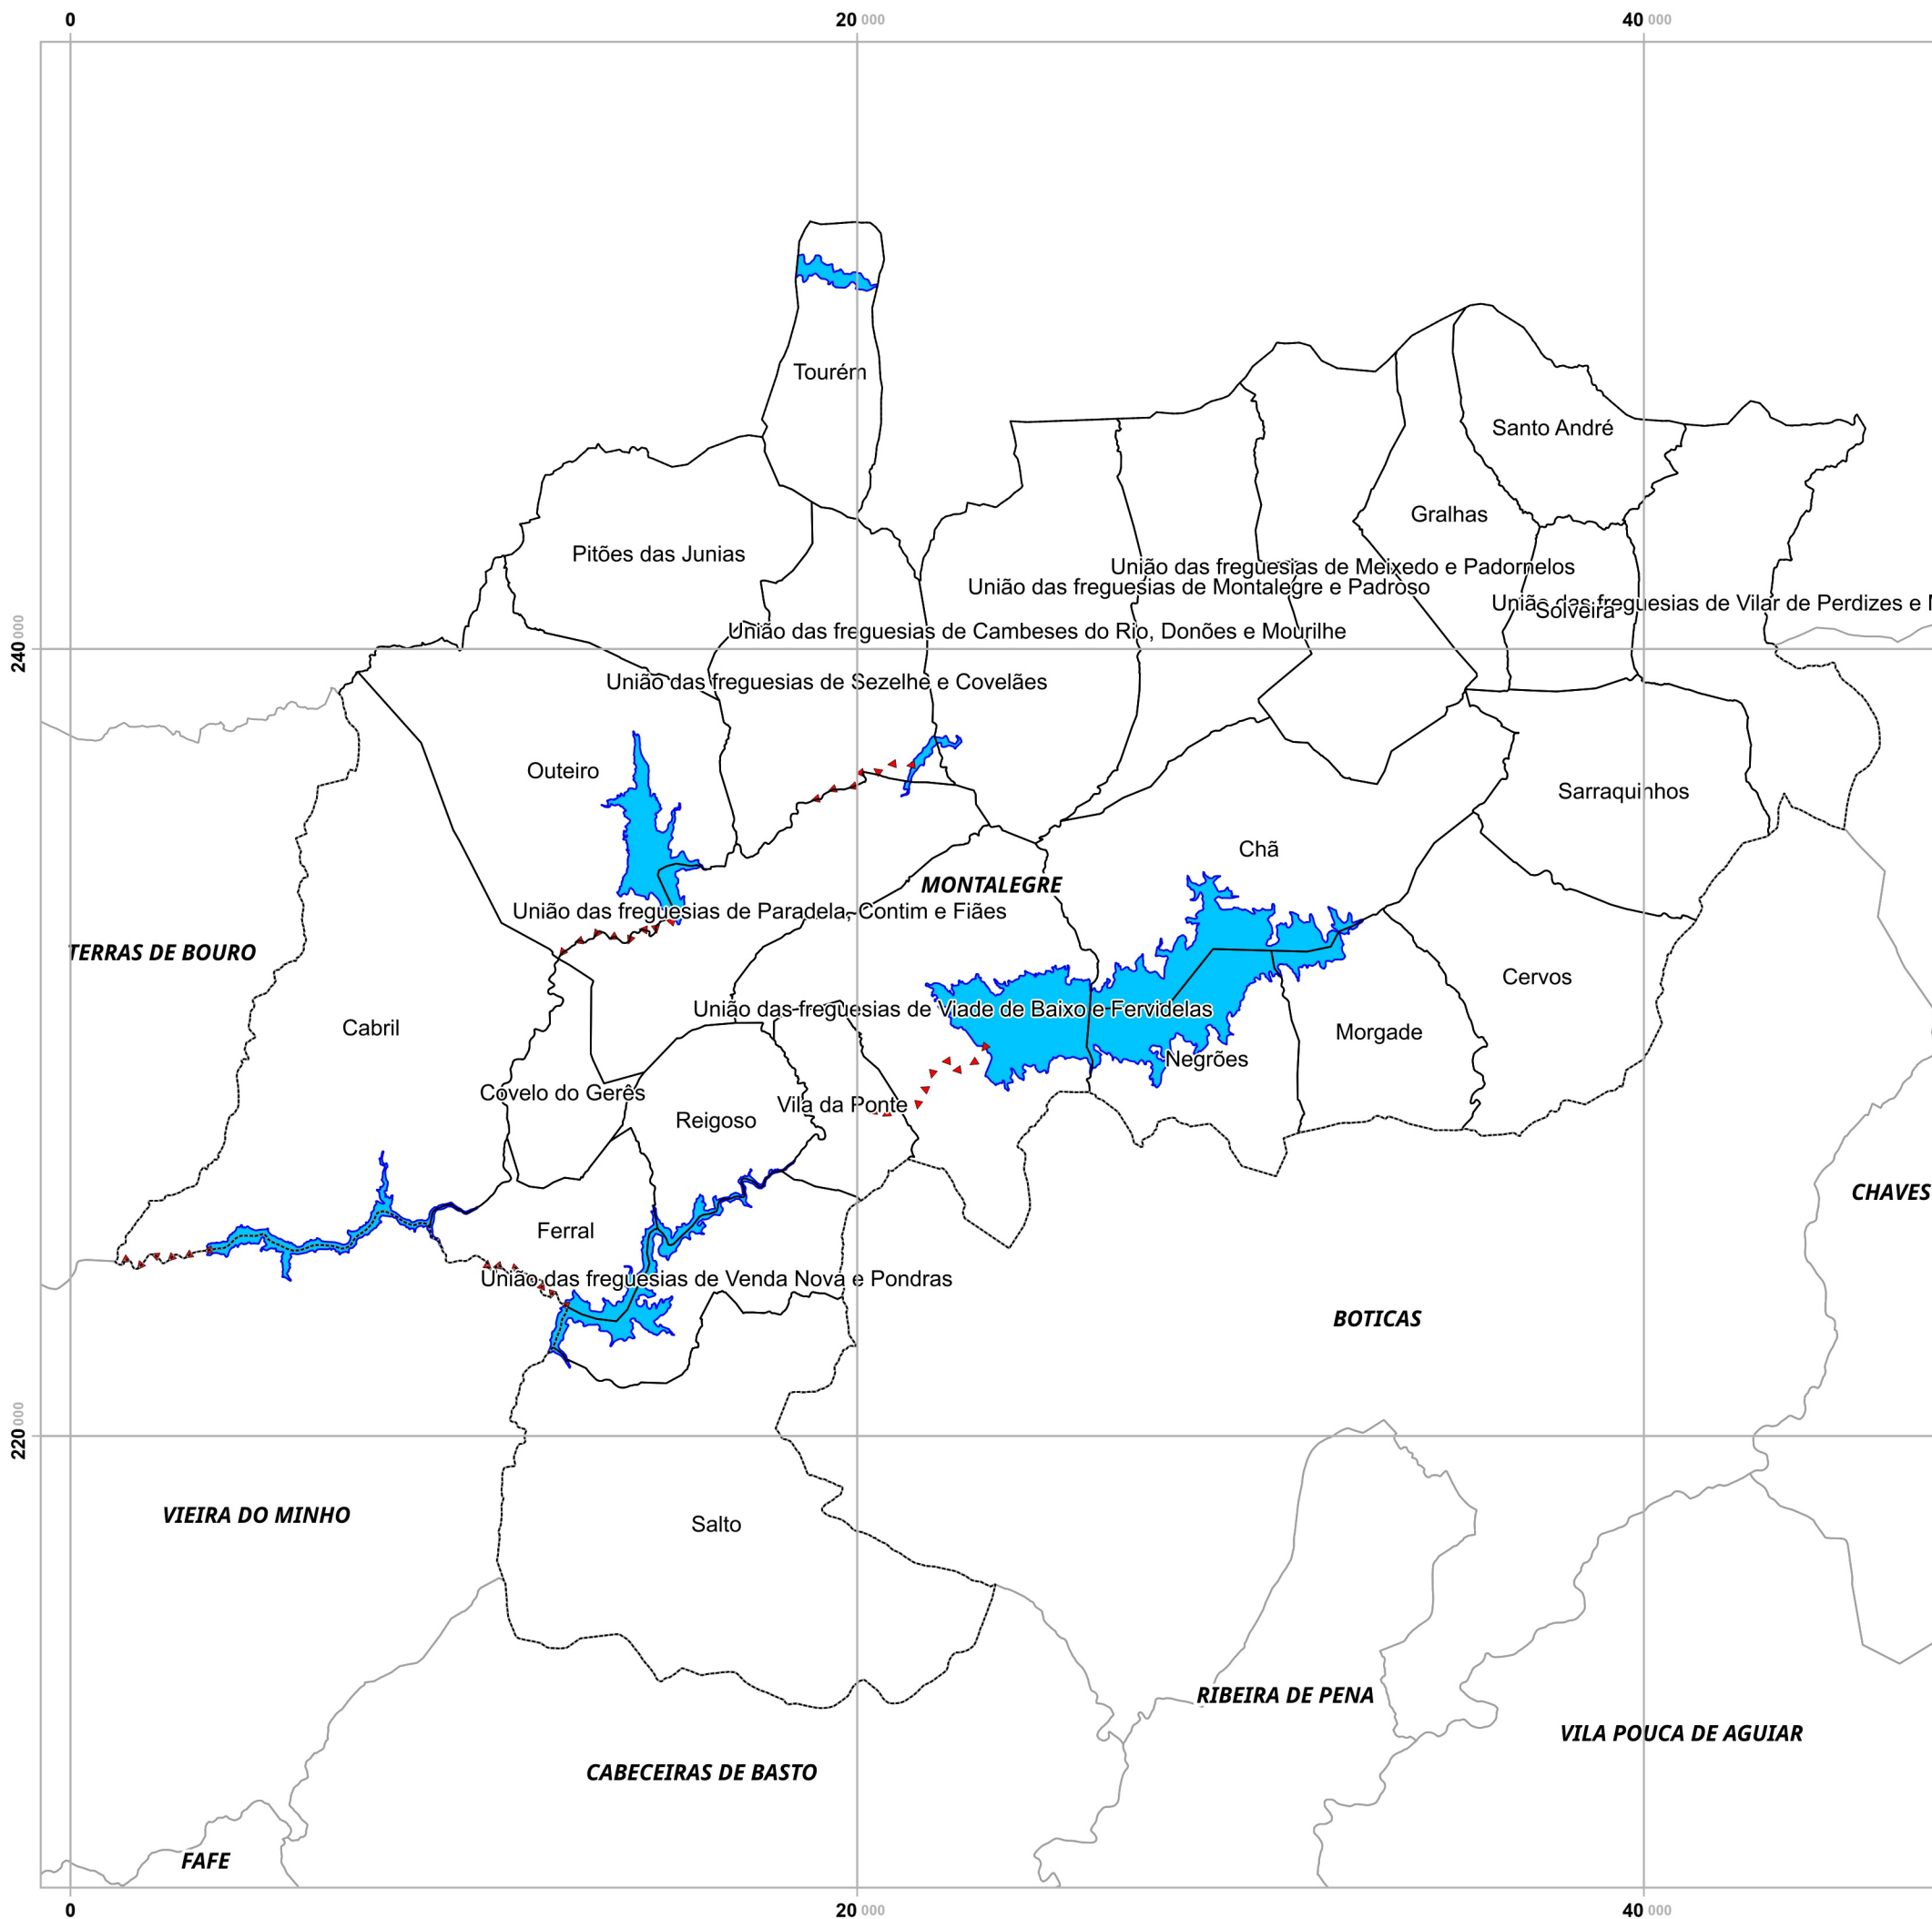 0 20 000 40 000
Tourém
Santo André
Gralhas
Pitões das Junias
União das freguesias de Meixedo e Padornelos
União das freguesias de Montalegre e Padroso
União das freguesias de Vilar de Perdizes e
Solveira
União das freguesias de Cambeses do Rio, Donões e Mourilhe
240 000
União das freguesias de Sezelhe e Covelães
Outeiro
Sarraquinhos
Chã
MONTALEGRE
União das freguesias de Paradela, Contim e Fiães
TERRAS DE BOURO
Cervos
União das freguesias de Viade de Baixo e Fervidelas
Cabril
Morgade
Negrões
Covelo do Gerês
Vila da Ponte
Reigoso
CHAVES
Ferral
União das freguesias de Venda Nova e Pondras
BOTICAS
220 000
VIEIRA DO MINHO
Salto
RIBEIRA DE PENA
VILA POUCA DE AGUIAR
CABECEIRAS DE BASTO
FAFE
0 20 000 40 000